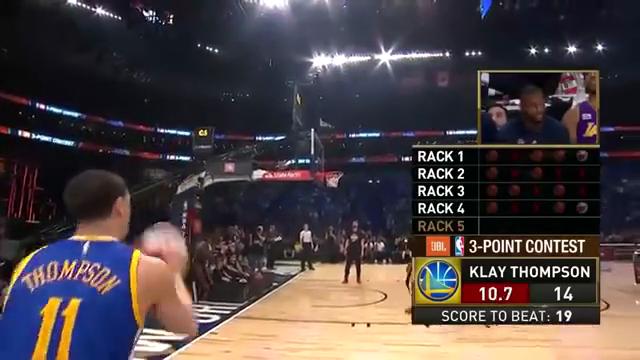 THOMPSON
11
RACK 1
RACK 2
RACK 3
RACK 4
RACK 5
JBL 3-POINT CONTEST
KLAY THOMPSON
10.7 14
SCORE TO BEAT: 19